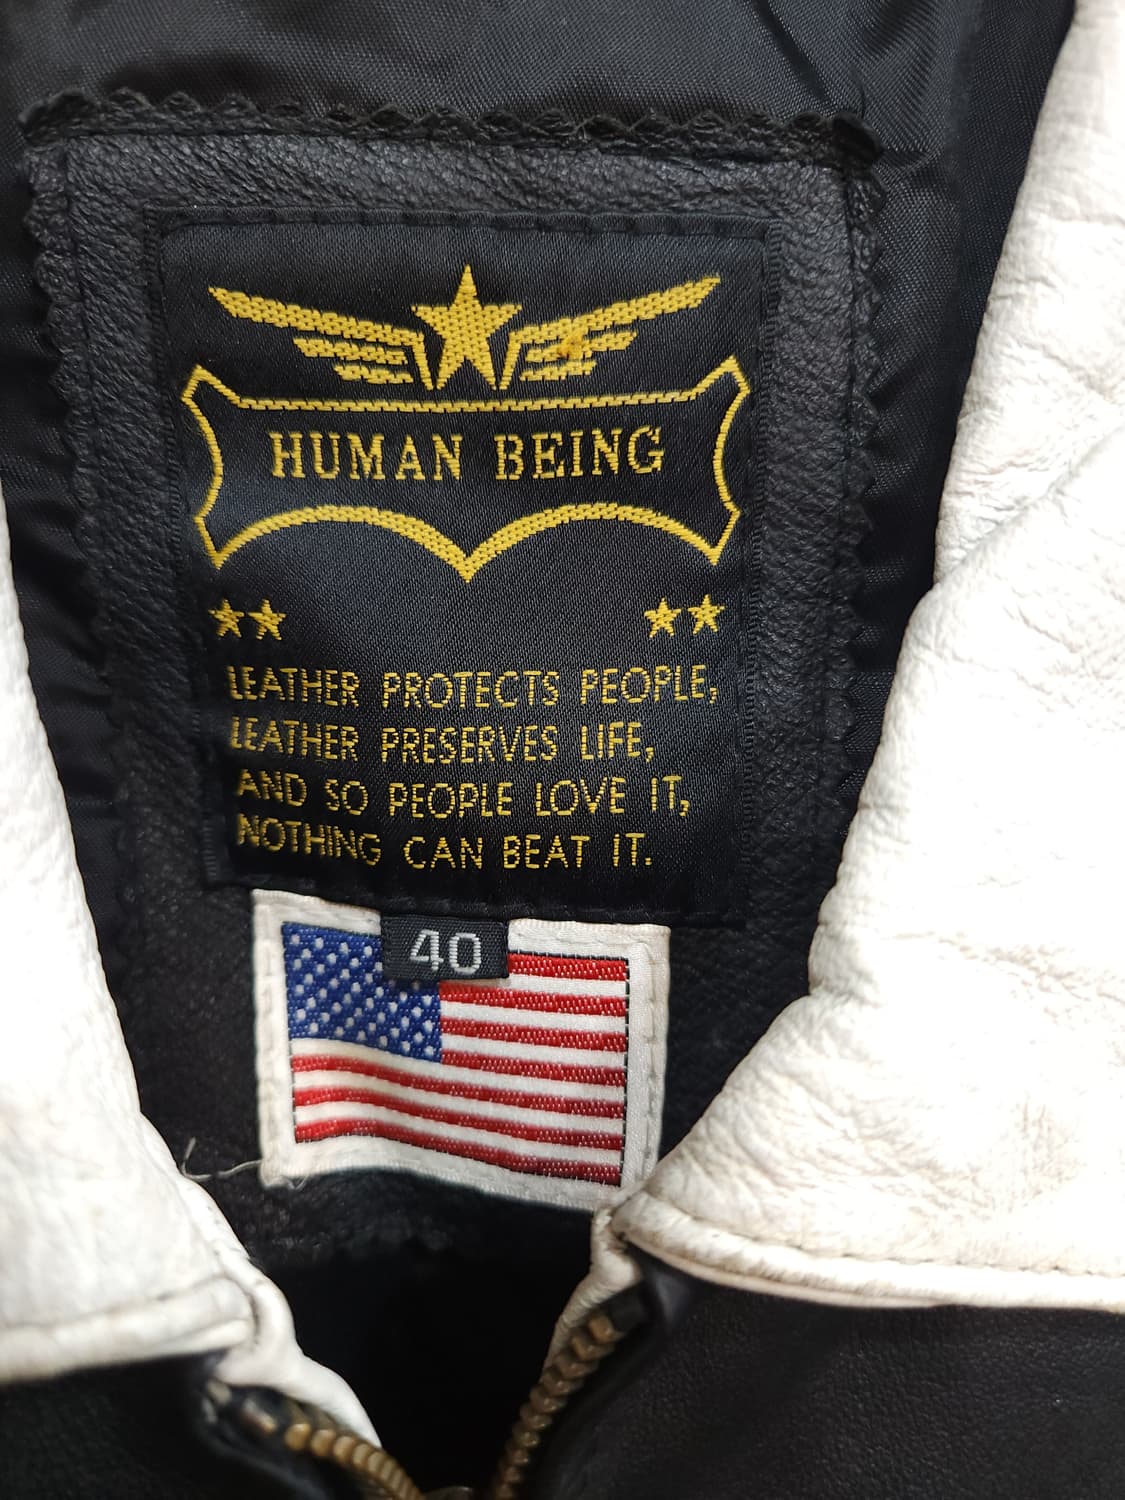 HUMAN BEING
LEATHER PROTECTS PEOPLE,
LEATHER PRESERVES LIFE,
AND SO PEOPLE LOVE IT,
NOTHING CAN BEAT IT.
40